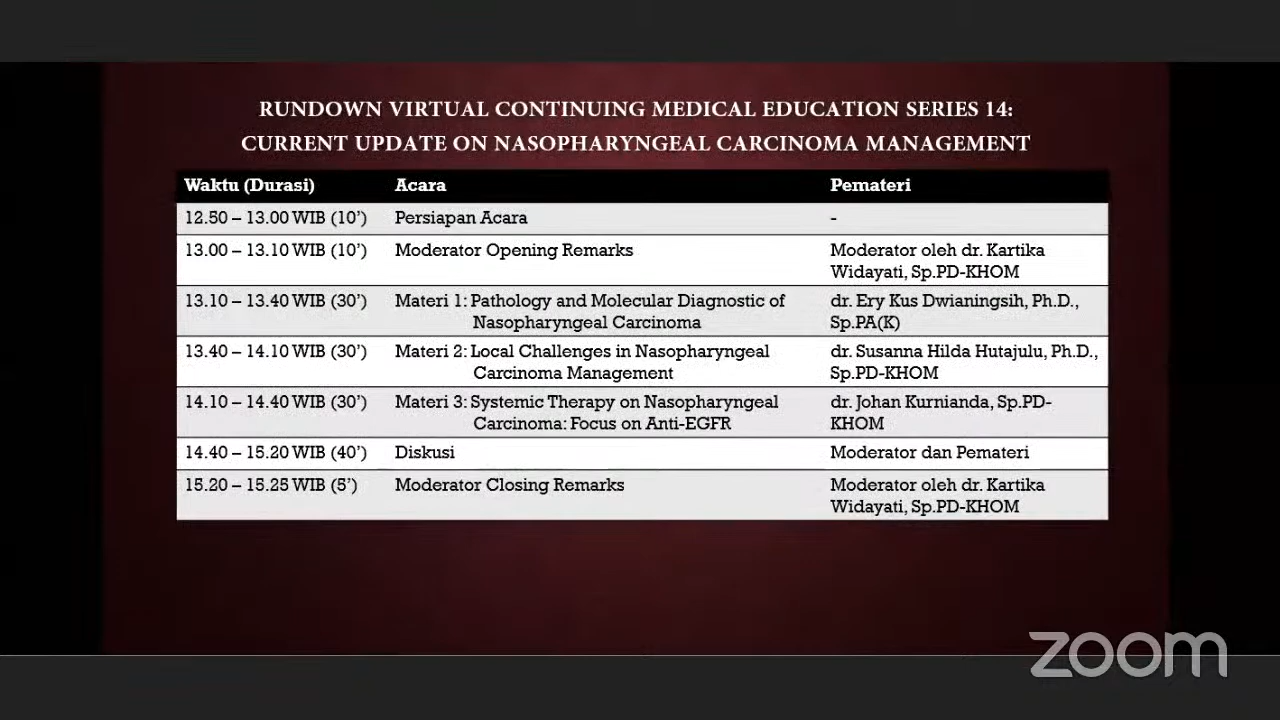 RUNDOWN VIRTUAL CONTINUING MEDICAL EDUCATION SERIES 14:
CURRENT UPDATE ON NASOPHARYNGEAL CARCINOMA MANAGEMENT
Waktu (Durasi) Acara Pemateri
12.50 – 13.00 WIB (10’) Persiapan Acara -
13.00 – 13.10 WIB (10’) Moderator Opening Remarks Moderator oleh dr. Kartika
Widayati, Sp.PD-KHOM
13.10 – 13.40 WIB (30’) Materi 1: Pathology and Molecular Diagnostic of dr. Ery Kus Dwianingsih, Ph.D.,
Nasopharyngeal Carcinoma Sp.PA(K)
13.40 – 14.10 WIB (30’) Materi 2: Local Challenges in Nasopharyngeal dr. Susanna Hilda Hutajulu, Ph.D.,
Carcinoma Management Sp.PD-KHOM
14.10 – 14.40 WIB (30’) Materi 3: Systemic Therapy on Nasopharyngeal dr. Johan Kurnianda, Sp.PD-
Carcinoma: Focus on Anti-EGFR KHOM
14.40 – 15.20 WIB (40’) Diskusi Moderator dan Pemateri
15.20 – 15.25 WIB (5’) Moderator Closing Remarks Moderator oleh dr. Kartika
Widayati, Sp.PD-KHOM
zoom